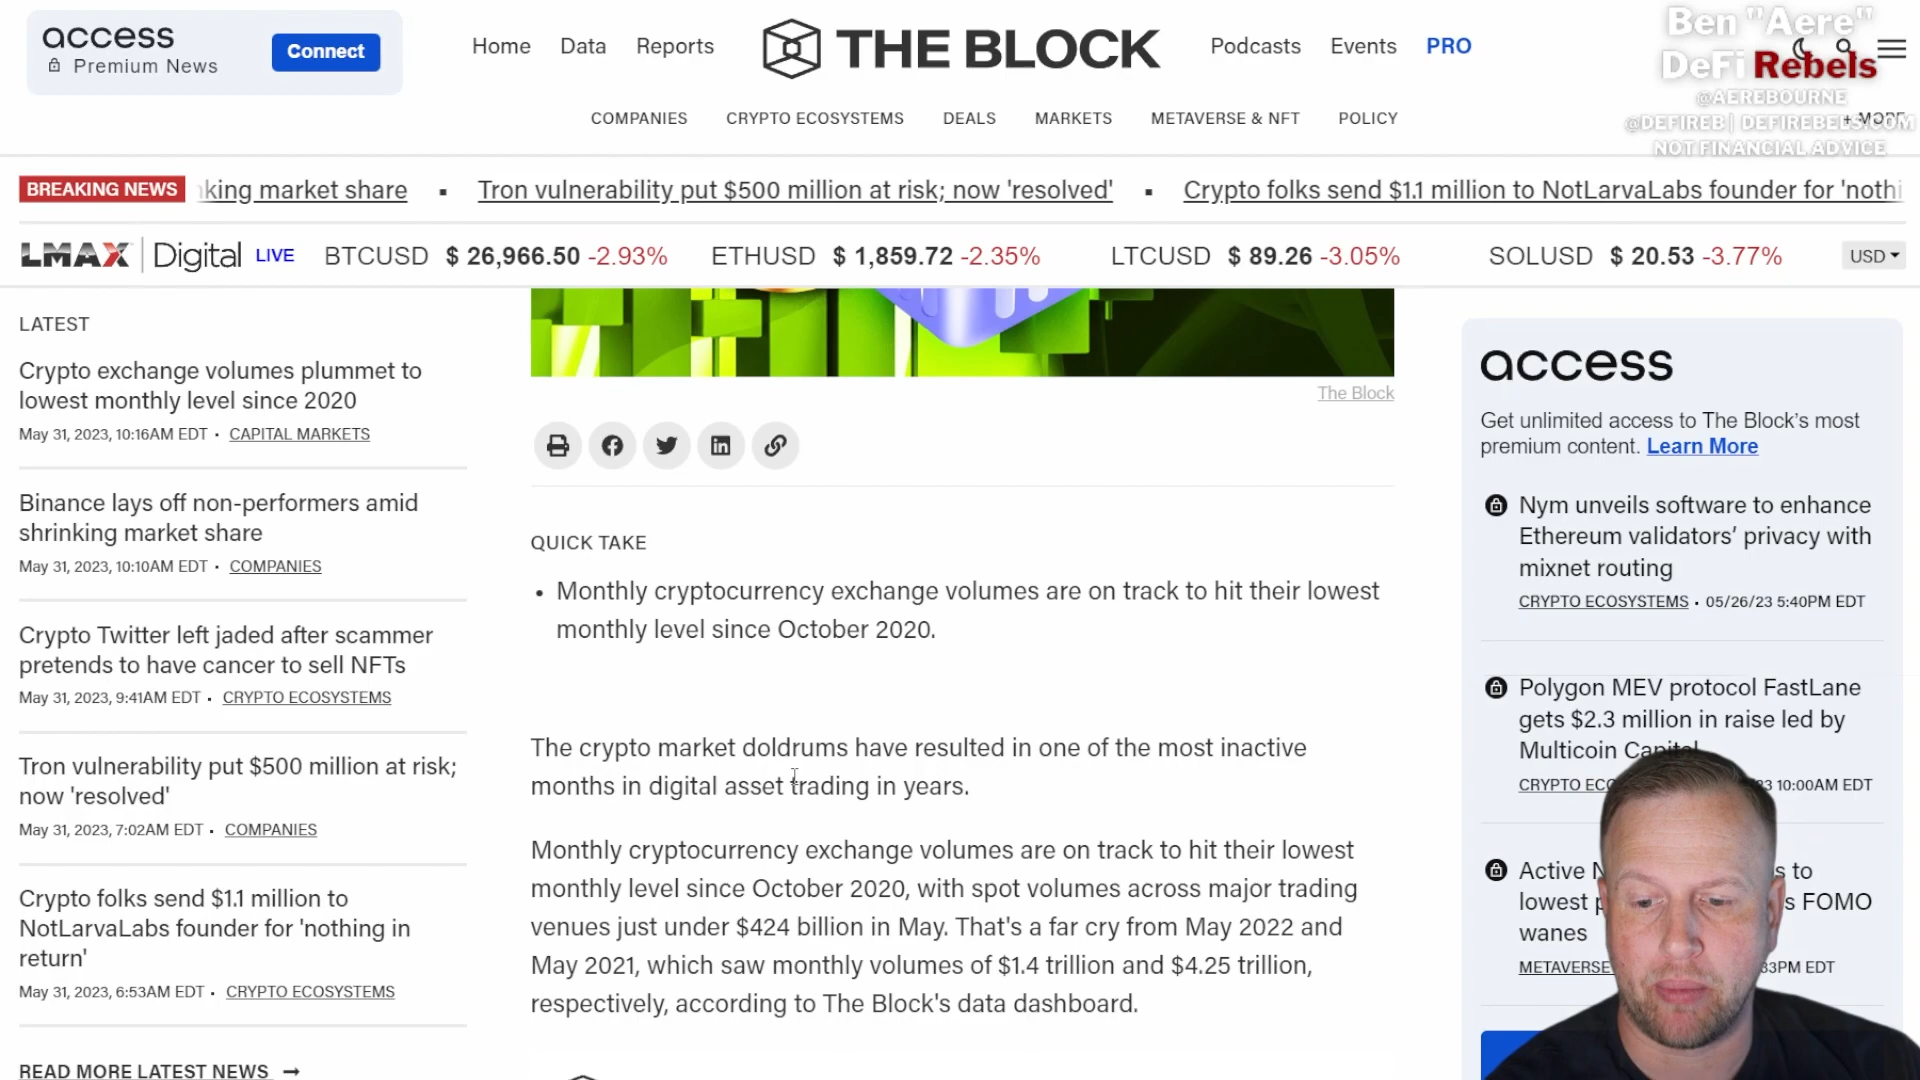 access
Premium News
Connect
Home
Data
Reports
THE BLOCK
Podcasts
Events
PRO
Ben "Aere"
DeFi Rebels
@AEREBOURNE
@DEFIREB | DEFIREBELS.COM
NOT FINANCIAL ADVICE
COMPANIES
CRYPTO ECOSYSTEMS
DEALS
MARKETS
METAVERSE & NFT
POLICY
+ MORE
BREAKING NEWS
king market share
Tron vulnerability put $500 million at risk; now 'resolved'
Crypto folks send $1.1 million to NotLarvaLabs founder for 'nothi
LMAX Digital LIVE
BTCUSD $ 26,966.50 -2.93%
ETHUSD $ 1,859.72 -2.35%
LTCUSD $ 89.26 -3.05%
SOLUSD $ 20.53 -3.77%
USD
LATEST
Crypto exchange volumes plummet to
lowest monthly level since 2020
May 31, 2023, 10:16AM EDT • CAPITAL MARKETS
Binance lays off non-performers amid
shrinking market share
May 31, 2023, 10:10AM EDT • COMPANIES
Crypto Twitter left jaded after scammer
pretends to have cancer to sell NFTs
May 31, 2023, 9:41AM EDT • CRYPTO ECOSYSTEMS
Tron vulnerability put $500 million at risk;
now 'resolved'
May 31, 2023, 7:02AM EDT • COMPANIES
Crypto folks send $1.1 million to
NotLarvaLabs founder for 'nothing in
return'
May 31, 2023, 6:53AM EDT • CRYPTO ECOSYSTEMS
READ MORE LATEST NEWS
The Block
QUICK TAKE
• Monthly cryptocurrency exchange volumes are on track to hit their lowest
monthly level since October 2020.
The crypto market doldrums have resulted in one of the most inactive
months in digital asset trading in years.
Monthly cryptocurrency exchange volumes are on track to hit their lowest
monthly level since October 2020, with spot volumes across major trading
venues just under $424 billion in May. That's a far cry from May 2022 and
May 2021, which saw monthly volumes of $1.4 trillion and $4.25 trillion,
respectively, according to The Block's data dashboard.
access
Get unlimited access to The Block's most
premium content. Learn More
Nym unveils software to enhance
Ethereum validators' privacy with
mixnet routing
CRYPTO ECOSYSTEMS • 05/26/23 5:40PM EDT
Polygon MEV protocol FastLane
gets $2.3 million in raise led by
Multicoin Capital
CRYPTO 10:00AM EDT
Active to
lowest FOMO
wanes
METAVERSE PM EDT